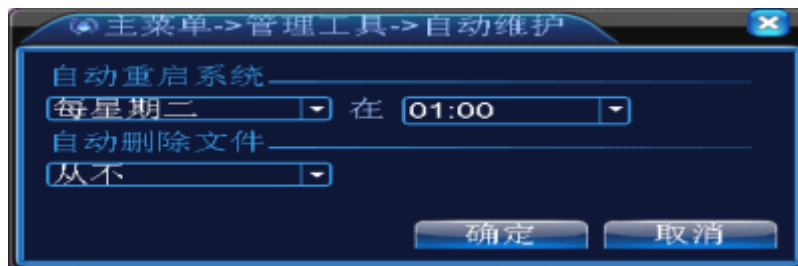 主菜单->管理工具->自动维护
自动重启系统
每星期二 在 01:00
自动删除文件
从不
确定 取消